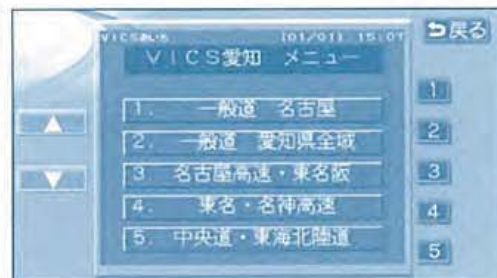 VICSあいち (01/01) 15:07 戻る
VICS愛知 メニュー
1. 一般道 名古屋
2. 一般道 愛知県全域
3 名古屋高速・東名阪
4. 東名・名神高速
5. 中央道・東海北陸道
1
2
3
4
5